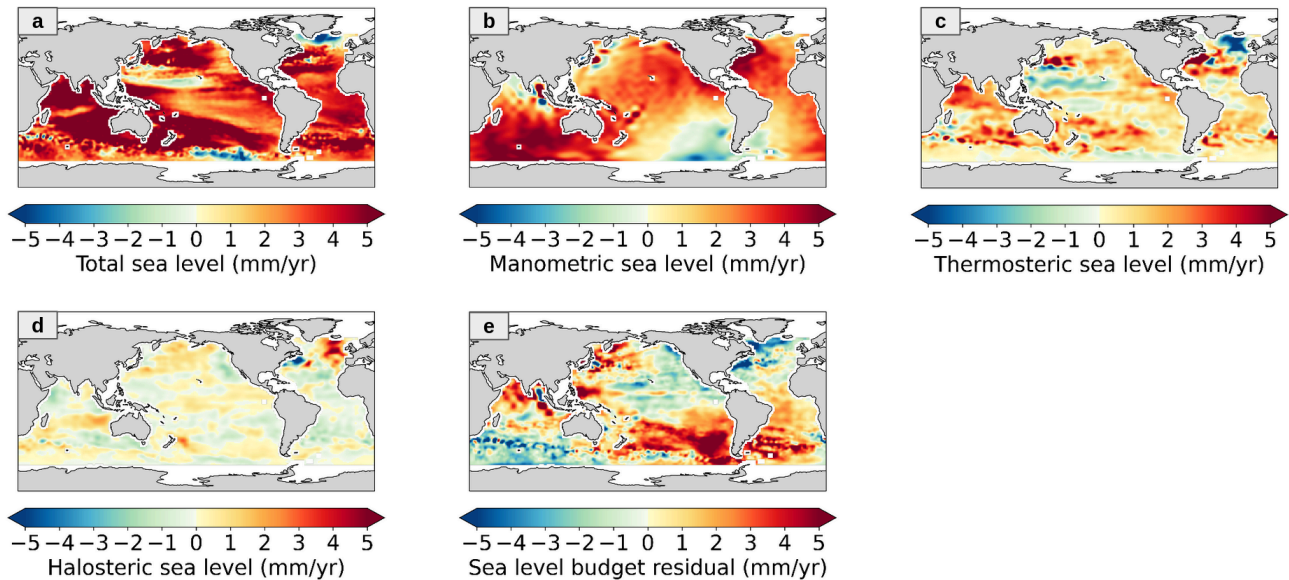 a
b
c
−5 −4 −3 −2 −1 0 1 2 3 4 5
Total sea level (mm/yr)
−5 −4 −3 −2 −1 0 1 2 3 4 5
Manometric sea level (mm/yr)
−5 −4 −3 −2 −1 0 1 2 3 4 5
Thermosteric sea level (mm/yr)
d
e
−5 −4 −3 −2 −1 0 1 2 3 4 5
Halosteric sea level (mm/yr)
−5 −4 −3 −2 −1 0 1 2 3 4 5
Sea level budget residual (mm/yr)